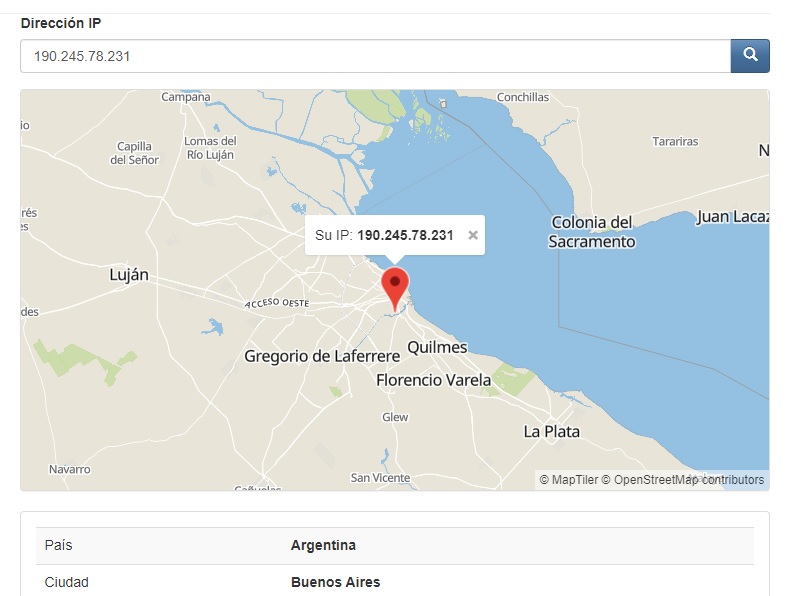 Dirección IP
190.245.78.231
Campana
Conchillas
io
Capilla
del Señor
Lomas del
Río Luján
Tarariras
N
rés
es
Colonia del
Sacramento
Juan Lacaz
Su IP: 190.245.78.231 ×
Luján
ACCESO OESTE
des
Gregorio de Laferrere
Quilmes
Florencio Varela
Glew
La Plata
Navarro
San Vicente
Cañuelas
© MapTiler © OpenStreetMap contributors
País Argentina
Ciudad Buenos Aires